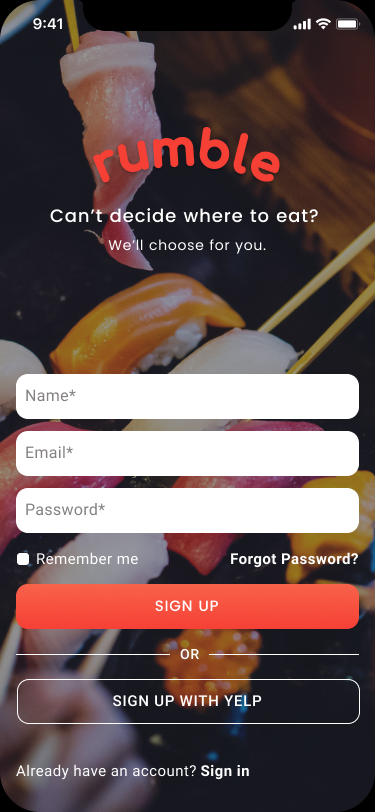 9:41
rumble
Can't decide where to eat?
We'll choose for you.
Name*
Email*
Password*
Remember me Forgot Password?
SIGN UP
OR
SIGN UP WITH YELP
Already have an account? Sign in